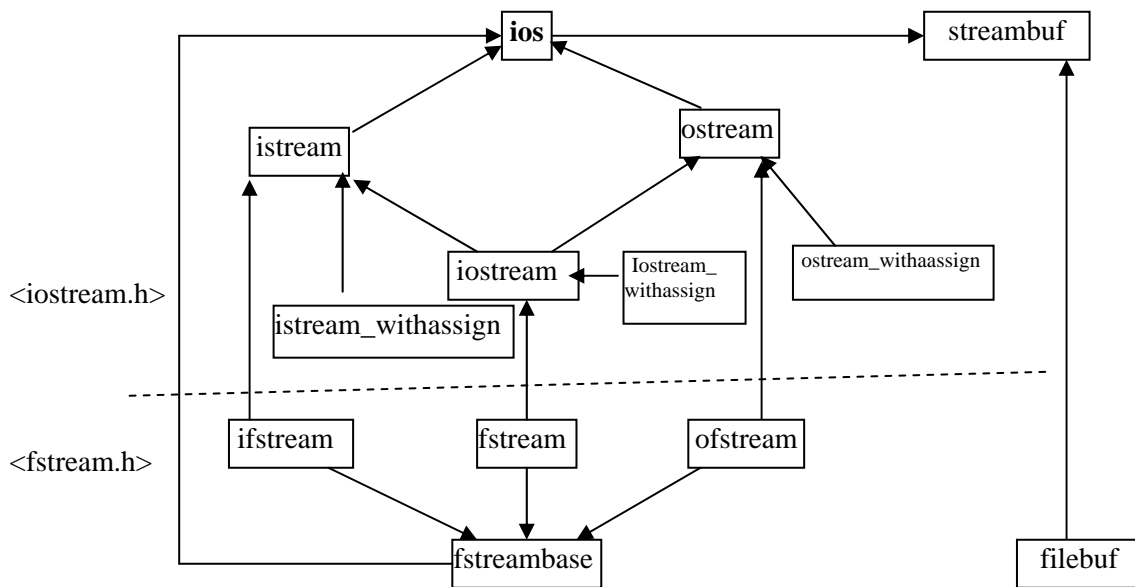 ios
streambuf
ostream
istream
iostream
Iostream_
withassign
ostream_withaassign
<iostream.h>
istream_withassign
ifstream
fstream
ofstream
<fstream.h>
fstreambase
filebuf